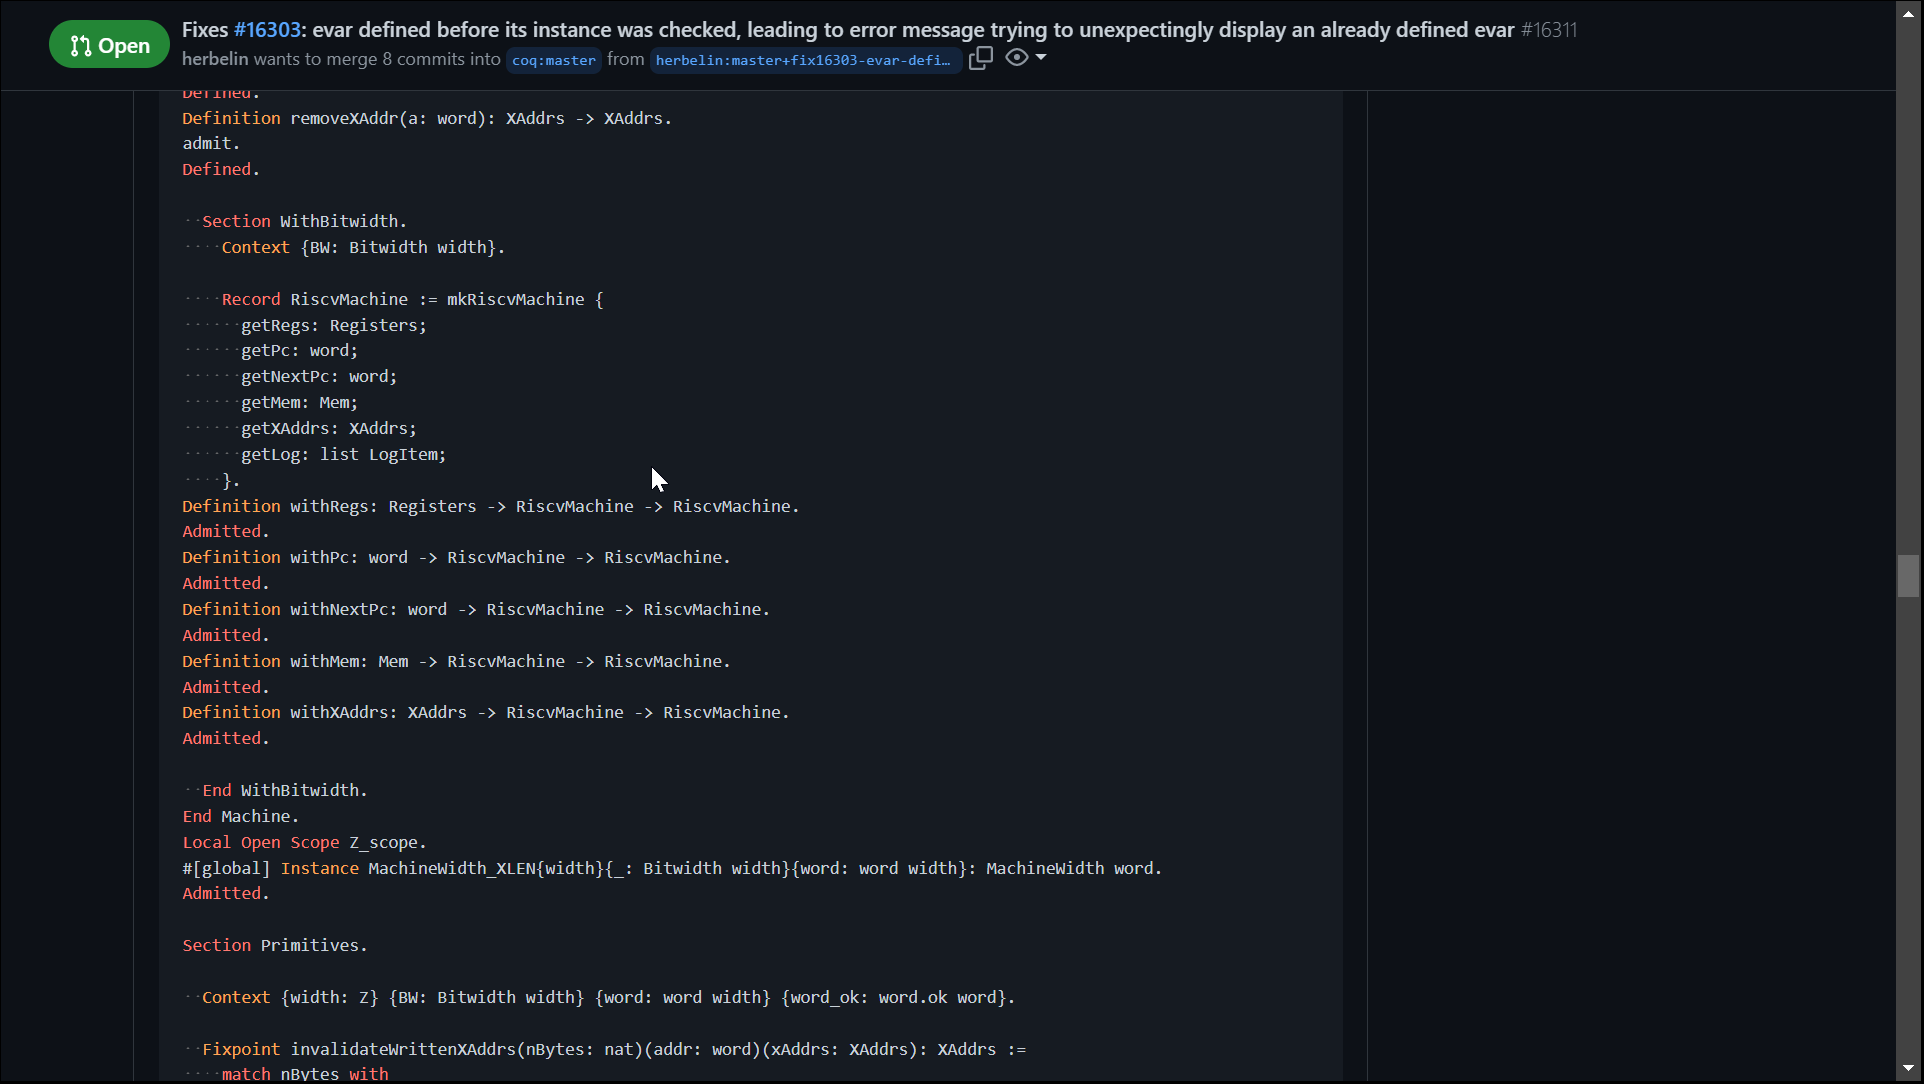 Open
Fixes #16303: evar defined before its instance was checked, leading to error message trying to unexpectingly display an already defined evar #16311
herbelin wants to merge 8 commits into coq:master from herbelin:master+fix16303-evar-defi…
Defined.
Definition removeXAddr(a: word): XAddrs -> XAddrs.
admit.
Defined.
Section WithBitwidth.
Context {BW: Bitwidth width}.
Record RiscvMachine := mkRiscvMachine {
getRegs: Registers;
getPc: word;
getNextPc: word;
getMem: Mem;
getXAddrs: XAddrs;
getLog: list LogItem;
}.
Definition withRegs: Registers -> RiscvMachine -> RiscvMachine.
Admitted.
Definition withPc: word -> RiscvMachine -> RiscvMachine.
Admitted.
Definition withNextPc: word -> RiscvMachine -> RiscvMachine.
Admitted.
Definition withMem: Mem -> RiscvMachine -> RiscvMachine.
Admitted.
Definition withXAddrs: XAddrs -> RiscvMachine -> RiscvMachine.
Admitted.
End WithBitwidth.
End Machine.
Local Open Scope Z_scope.
#[global] Instance MachineWidth_XLEN{width}{_: Bitwidth width}{word: word width}: MachineWidth word.
Admitted.
Section Primitives.
Context {width: Z} {BW: Bitwidth width} {word: word width} {word_ok: word.ok word}.
Fixpoint invalidateWrittenXAddrs(nBytes: nat)(addr: word)(xAddrs: XAddrs): XAddrs :=
match nBytes with